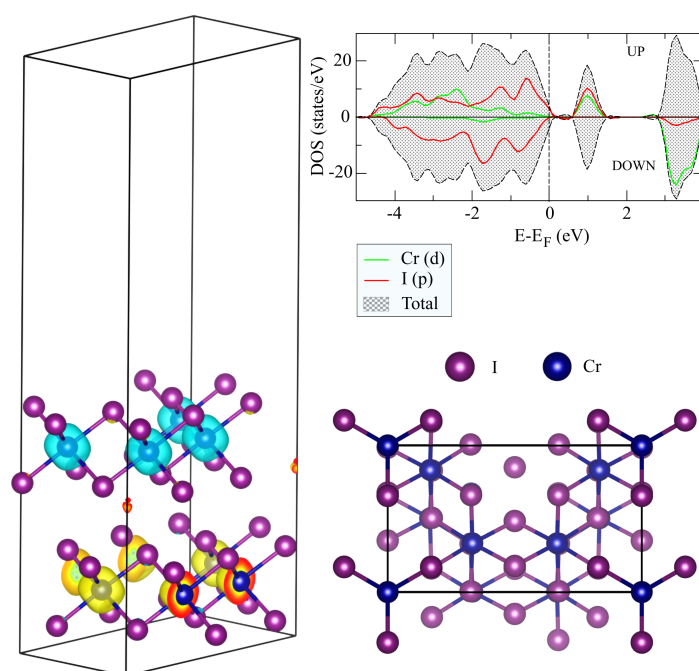 20
0
-20
DOS (states/eV)
UP
DOWN
-4
-2
0
2
E-E_F (eV)
Cr (d)
I (p)
Total
I
Cr